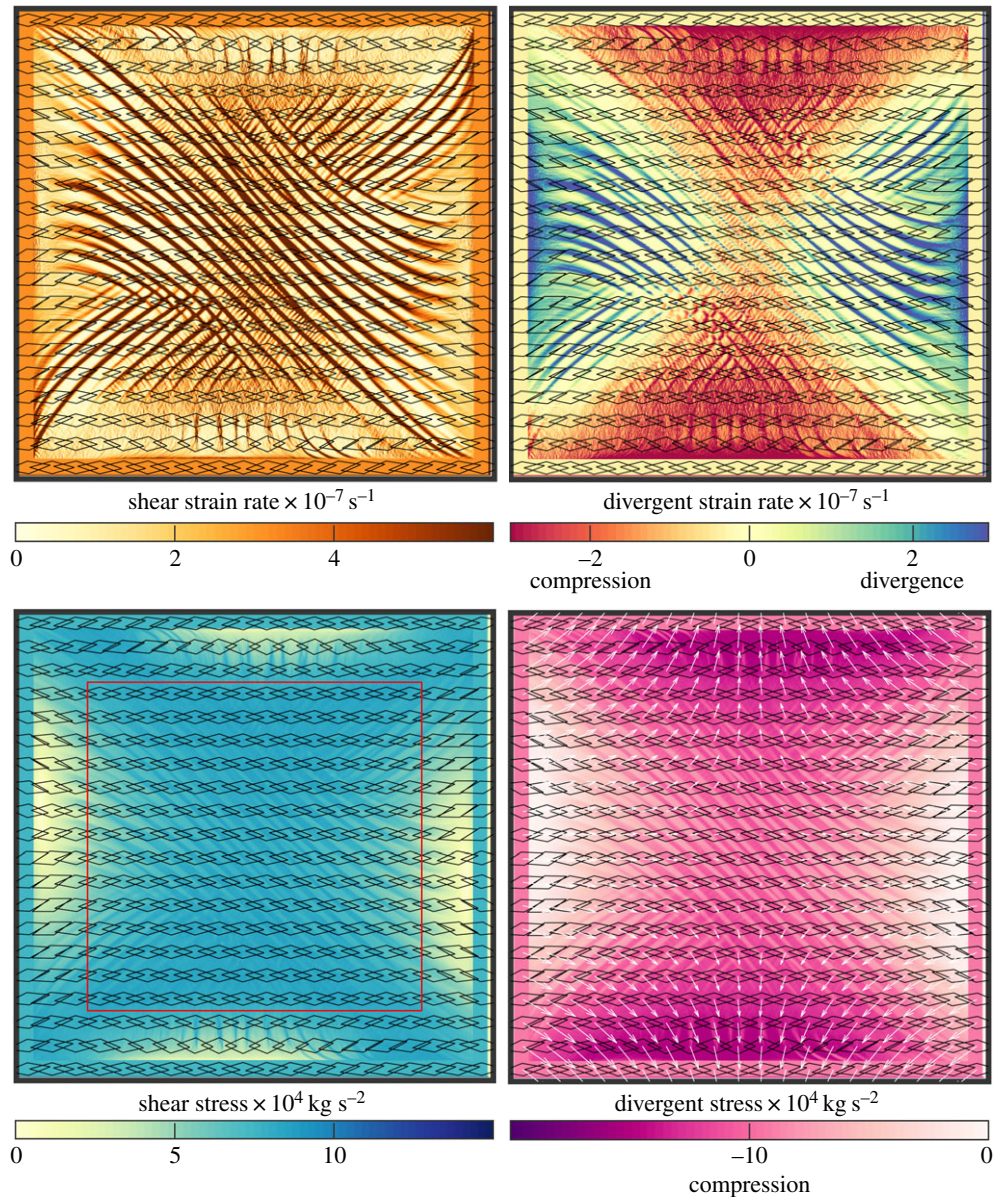 shear strain rate × 10⁻⁷ s⁻¹
0 2 4
divergent strain rate × 10⁻⁷ s⁻¹
−2 0 2
compression divergence
shear stress × 10⁴ kg s⁻²
0 5 10
divergent stress × 10⁴ kg s⁻²
−10 0
compression